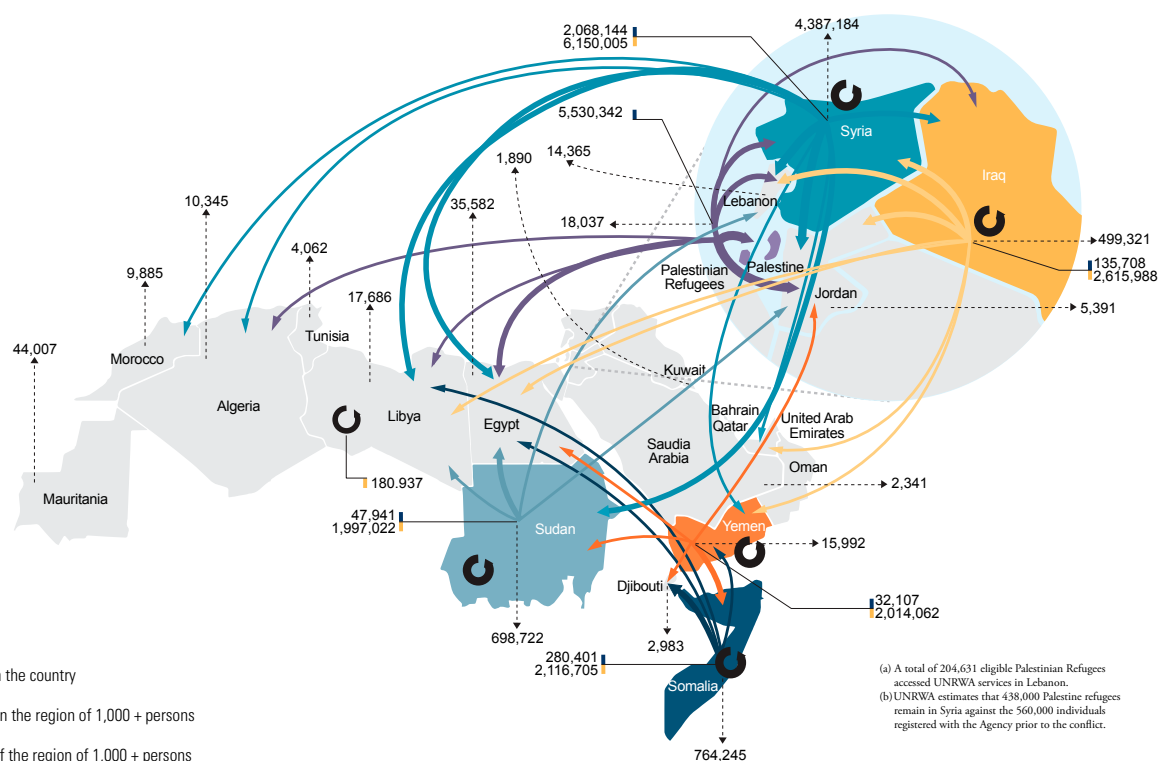 2,068,144
6,150,005
4,387,184
5,530,342
14,365
1,890
Syria
Iraq
10,345
35,582
Lebanon
18,037
4,062
499,321
9,885
Palestinian
Refugees
Palestine
135,708
2,615,988
17,686
Jordan
5,391
44,007
Tunisia
Morocco
Kuwait
Algeria
Libya
Egypt
Bahrain
Qatar
United Arab
Emirates
Saudia
Arabia
Oman
180.937
2,341
Mauritania
47,941
1,997,022
Sudan
Yemen
15,992
Djibouti
32,107
2,014,062
698,722
2,983
280,401
2,116,705
Somalia
764,245
n the country
n the region of 1,000 + persons
f the region of 1,000 + persons
(a) A total of 204,631 eligible Palestinian Refugees
accessed UNRWA services in Lebanon.
(b) UNRWA estimates that 438,000 Palestine refugees
remain in Syria against the 560,000 individuals
registered with the Agency prior to the conflict.